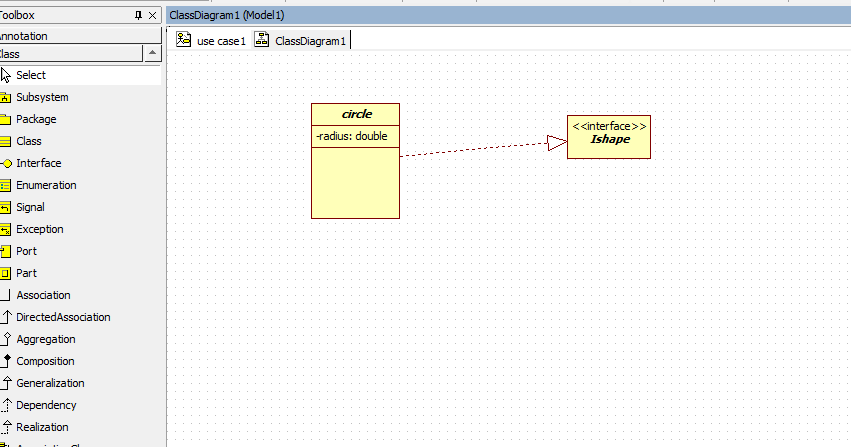 Toolbox
ClassDiagram1 (Model1)
Annotation
Class
use case1
ClassDiagram1
Select
Subsystem
Package
Class
Interface
Enumeration
Signal
Exception
Port
Part
Association
DirectedAssociation
Aggregation
Composition
Generalization
Dependency
Realization
circle
-radius: double
<<interface>>
Ishape